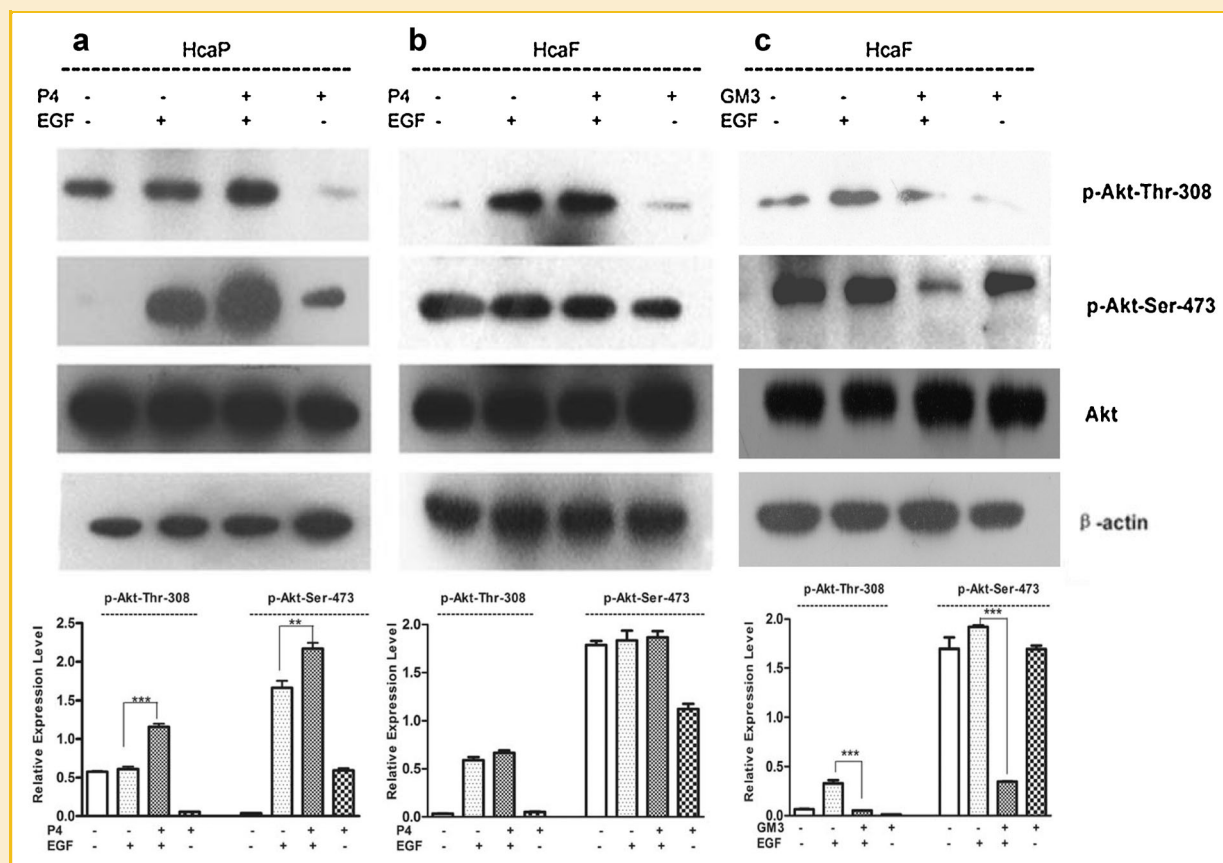 a b c
HcaP HcaF HcaF
P4 - - + + P4 - - + + GM3 - - + +
EGF - + + - EGF - + + - EGF - + + -
p-Akt-Thr-308
p-Akt-Ser-473
Akt
β-actin
p-Akt-Thr-308 p-Akt-Ser-473
Relative Expression Level
2.5
2.0
1.5
1.0
0.5
0.0
*** **
P4 - - + + - - + +
EGF - + + - - + + -
p-Akt-Thr-308 p-Akt-Ser-473
Relative Expression Level
2.5
2.0
1.5
1.0
0.5
0.0
P4 - - + + - - + +
EGF - + + - - + + -
p-Akt-Thr-308 p-Akt-Ser-473
Relative Expression Level
2.0
1.5
1.0
0.5
0.0
*** ***
GM3 - - + + - - + +
EGF - + + - - + + -